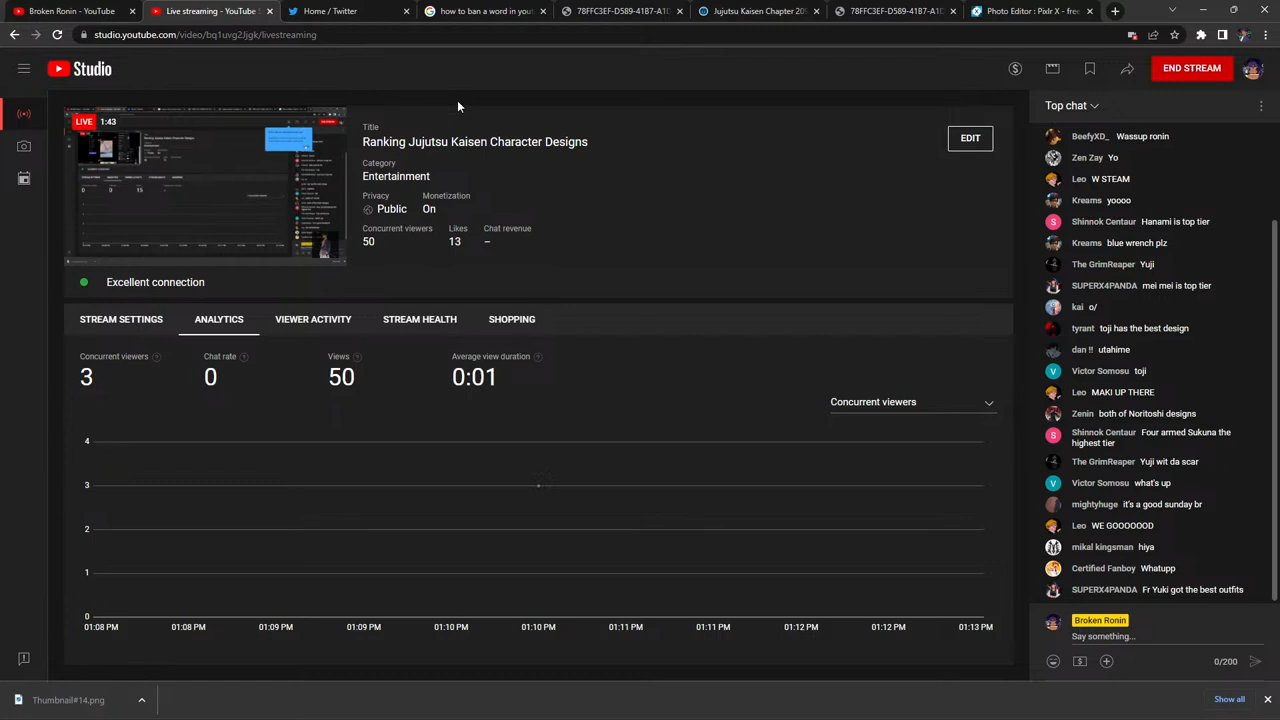 Broken Ronin - YouTube
Live streaming - YouTube S
Home / Twitter
how to ban a word in yout
78FFC3EF-D589-41B7-A1D
Jujutsu Kaisen Chapter 209
78FFC3EF-D589-41B7-A1D
Photo Editor : Pixlr X - free
studio.youtube.com/video/bq1uvg2Jjgk/livestreaming
Studio
END STREAM
LIVE 1:43
Title
Ranking Jujutsu Kaisen Character Designs
EDIT
Category
Entertainment
Privacy Monetization
Public On
Concurrent viewers Likes Chat revenue
50 13 –
Excellent connection
STREAM SETTINGS ANALYTICS VIEWER ACTIVITY STREAM HEALTH SHOPPING
Concurrent viewers Chat rate Views Average view duration
3 0 50 0:01
Concurrent viewers
4
3
2
1
0
01:08 PM 01:08 PM 01:09 PM 01:09 PM 01:10 PM 01:10 PM 01:11 PM 01:11 PM 01:12 PM 01:12 PM 01:13 PM
Top chat
BeefyXD_ Wassup ronin
Zen Zay Yo
Leo W STEAM
Kreams yoooo
Shinnok Centaur Hanami is top tier
Kreams blue wrench plz
The GrimReaper Yuji
SUPERX4PANDA mei mei is top tier
kai o/
tyrant toji has the best design
dan !! utahime
Victor Somosu toji
Leo MAKI UP THERE
Zenin both of Noritoshi designs
Shinnok Centaur Four armed Sukuna the
highest tier
The GrimReaper Yuji wit da scar
Victor Somosu what's up
mightyhuge it's a good sunday br
Leo WE GOOOOOOD
mikal kingsman hiya
Certified Fanboy Whatupp
SUPERX4PANDA Fr Yuki got the best outfits
Broken Ronin
Say something...
0/200
Thumbnail#14.png
Show all